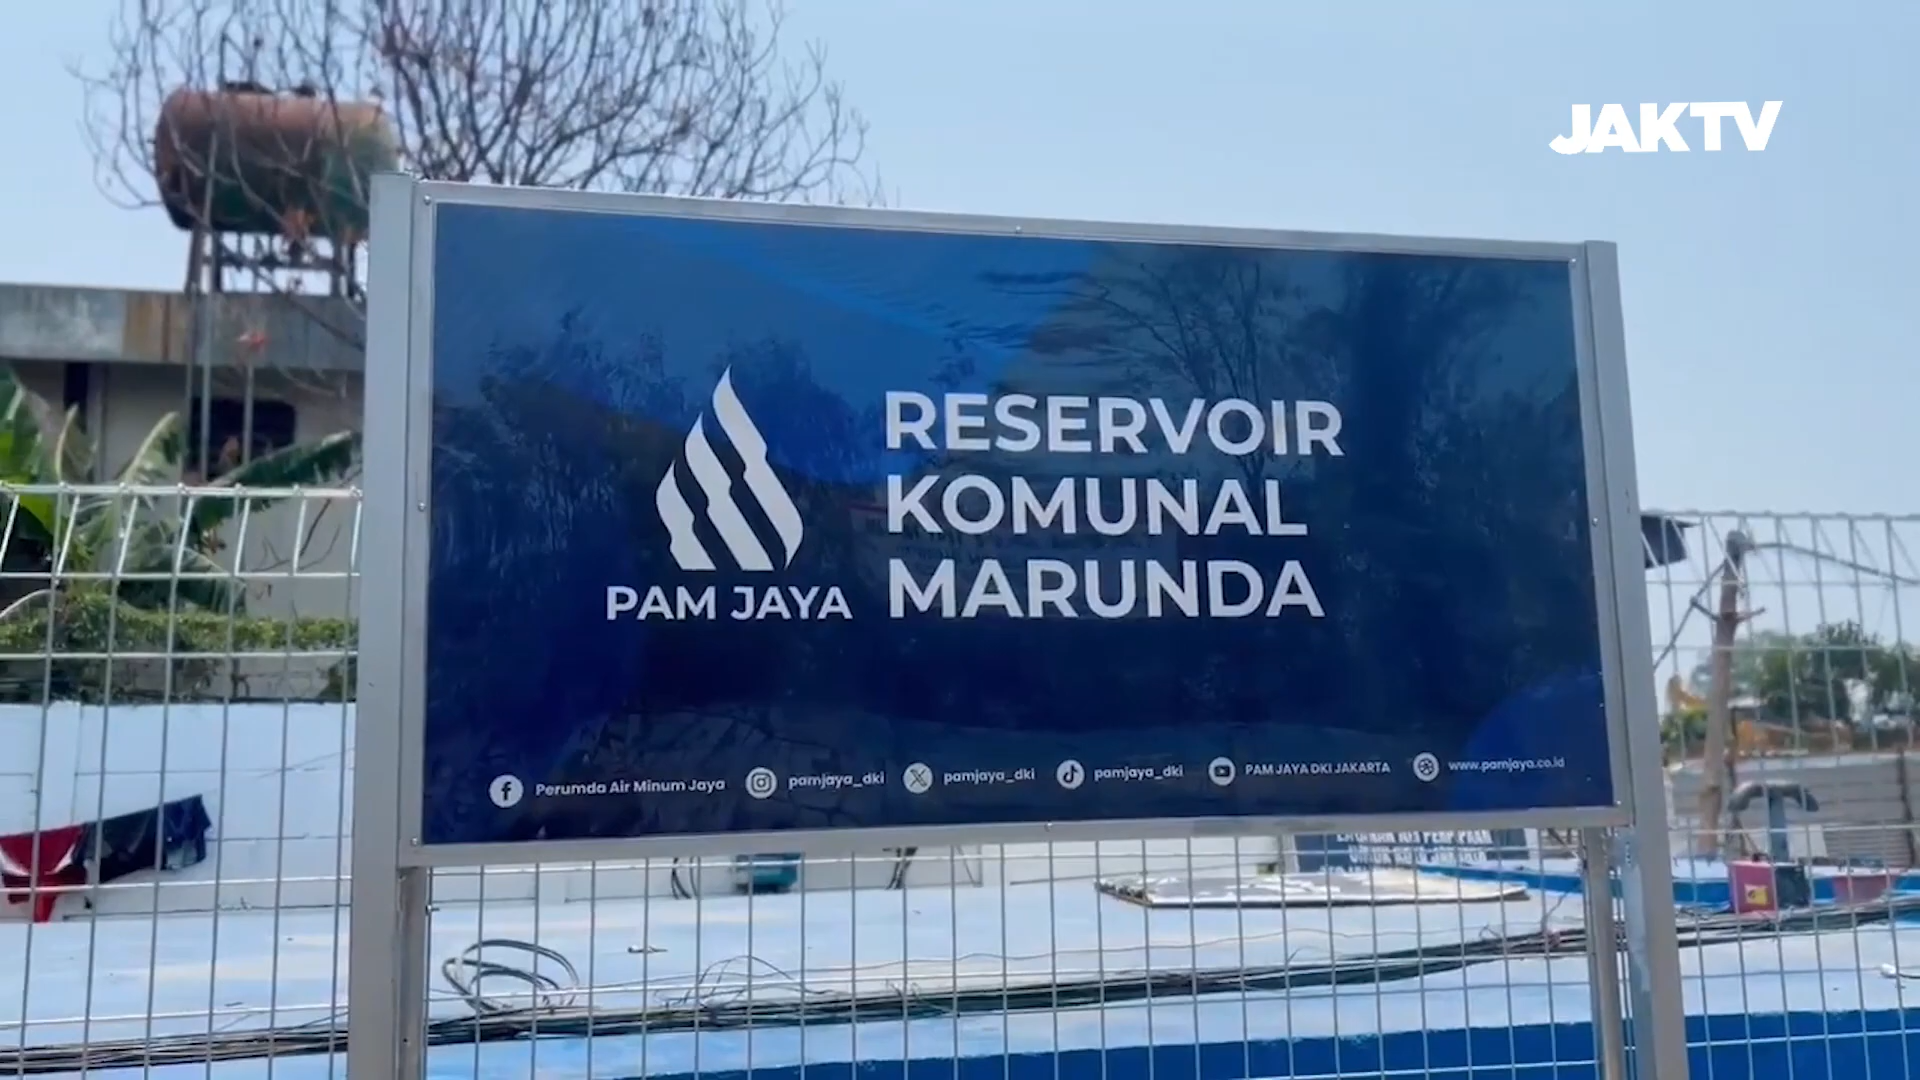 JAKTV
RESERVOIR
KOMUNAL
MARUNDA
PAM JAYA
Perumda Air Minum Jaya pamjaya_dki pamjaya_dki pamjaya_dki PAM JAYA DKI JAKARTA www.pamjaya.co.id